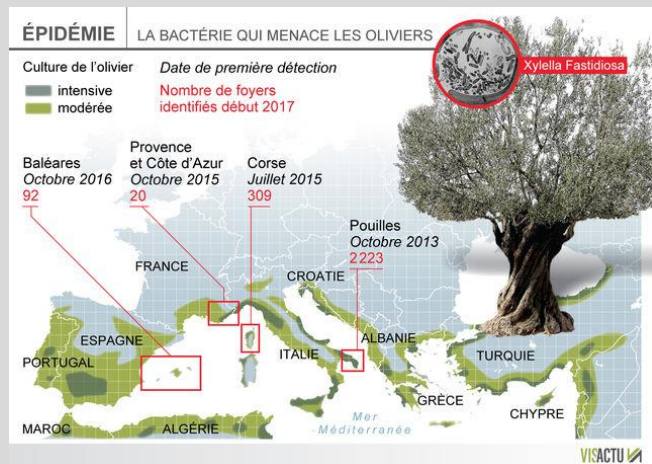 ÉPIDÉMIE
LA BACTÉRIE QUI MENACE LES OLIVIERS
Xylella Fastidiosa
Culture de l'olivier
intensive
modérée
Date de première détection
Nombre de foyers
identifiés début 2017
Baléares
Octobre 2016
92
Provence
et Côte d'Azur
Octobre 2015
20
Corse
Juillet 2015
309
Pouilles
Octobre 2013
2 223
FRANCE
CROATIE
ESPAGNE
PORTUGAL
ITALIE
ALBANIE
TURQUIE
GRÈCE
CHYPRE
Mer
Méditerranée
MAROC
ALGÉRIE
VISACTU